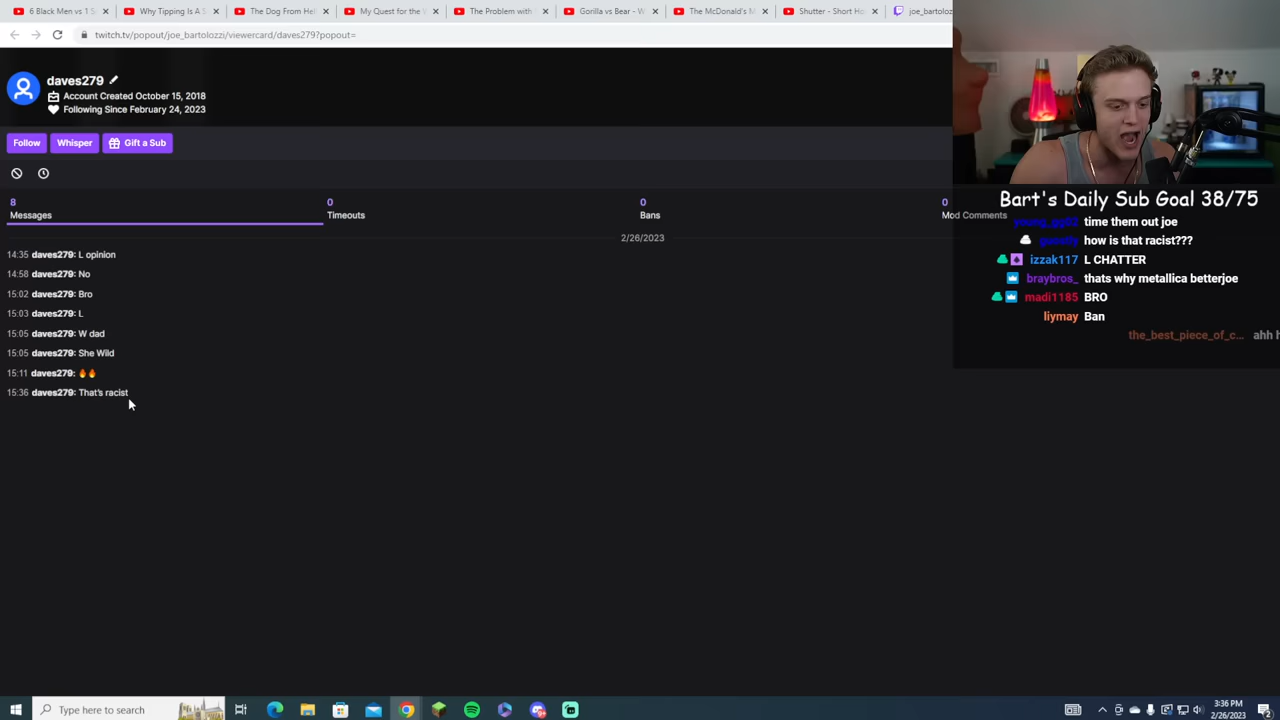 6 Black Men vs 1 S
Why Tipping Is A S
The Dog From Hel
My Quest for the
The Problem with
Gorilla vs Bear - W
The McDonald's M
Shutter - Short Ho
joe_bartolozz
twitch.tv/popout/joe_bartolozzi/viewercard/daves279?popout=
daves279
Account Created October 15, 2018
Following Since February 24, 2023
Follow
Whisper
Gift a Sub
8
Messages
0
Timeouts
0
Bans
0
Mod Comments
2/26/2023
14:35 daves279: L opinion
14:58 daves279: No
15:02 daves279: Bro
15:03 daves279: L
15:05 daves279: W dad
15:05 daves279: She Wild
15:11 daves279: 🔥🔥
15:36 daves279: That's racist
Bart's Daily Sub Goal 38/75
young_gg02 time them out joe
how is that racist???
izzak117 L CHATTER
braybros_ thats why metallica betterjoe
madi1185 BRO
liymay Ban
the_best_piece_of_c... ahh h
Type here to search
3:36 PM
2/26/2023